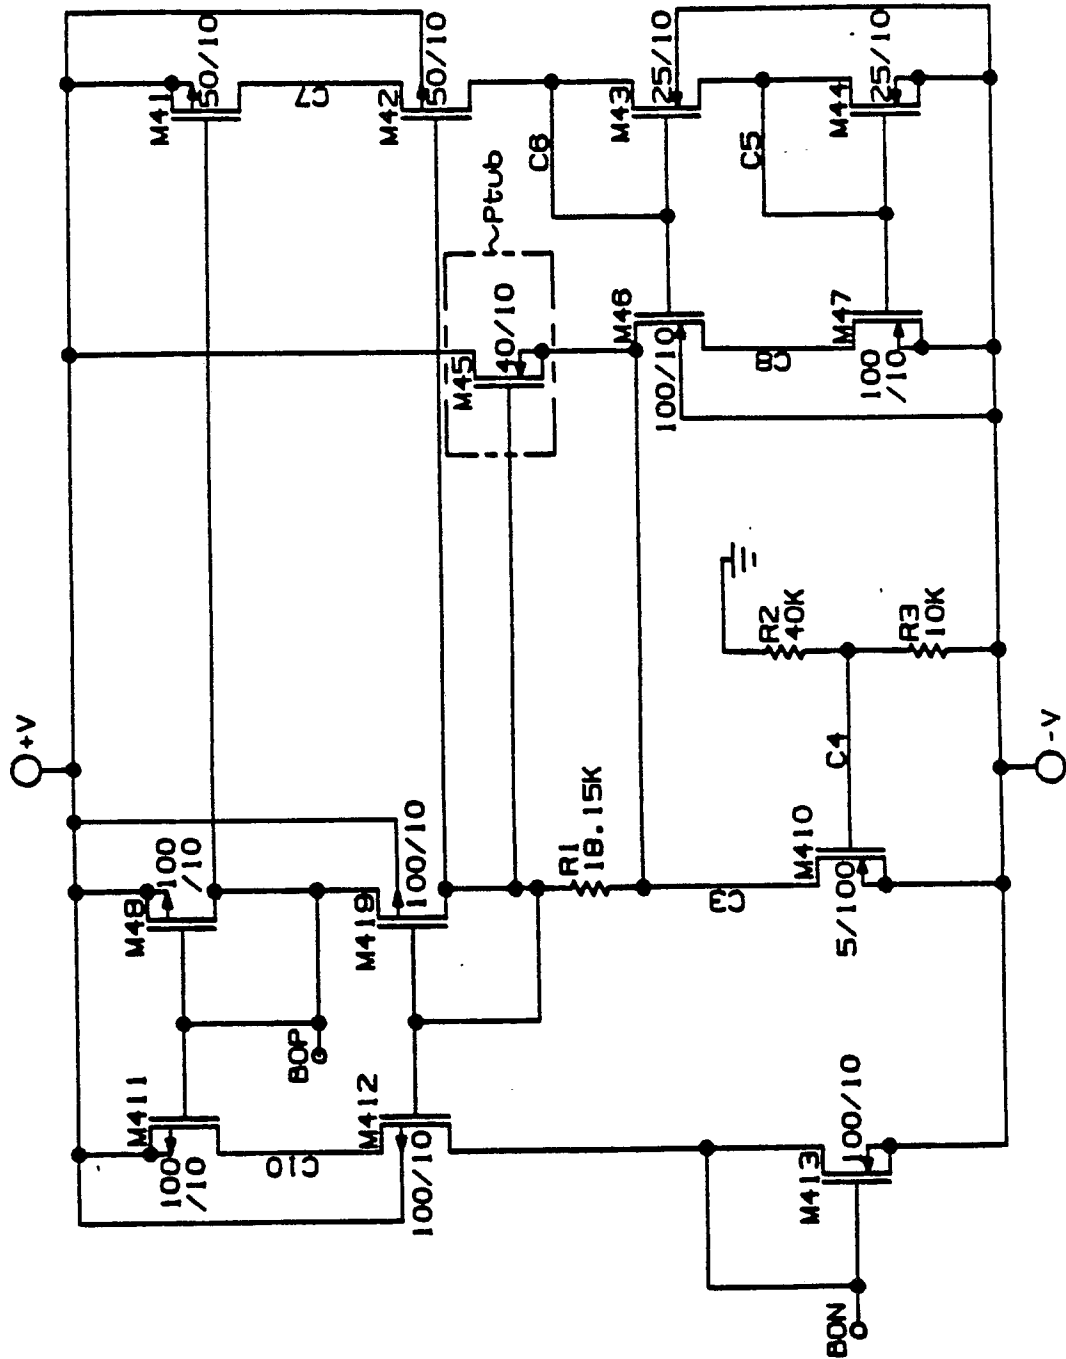 +V
M411
100
/10
C10
M412
100/10
BOP
M48
100
/10
M419
100/10
R1
18.15K
C3
M410
5/100
C4
R2
40K
R3
10K
M413
100/10
BON
-V
M41
50/10
C7
M42
50/10
~Ptub
M45
40/10
C6
M43
25/10
C5
M44
25/10
M46
100/10
C8
M47
100
/10